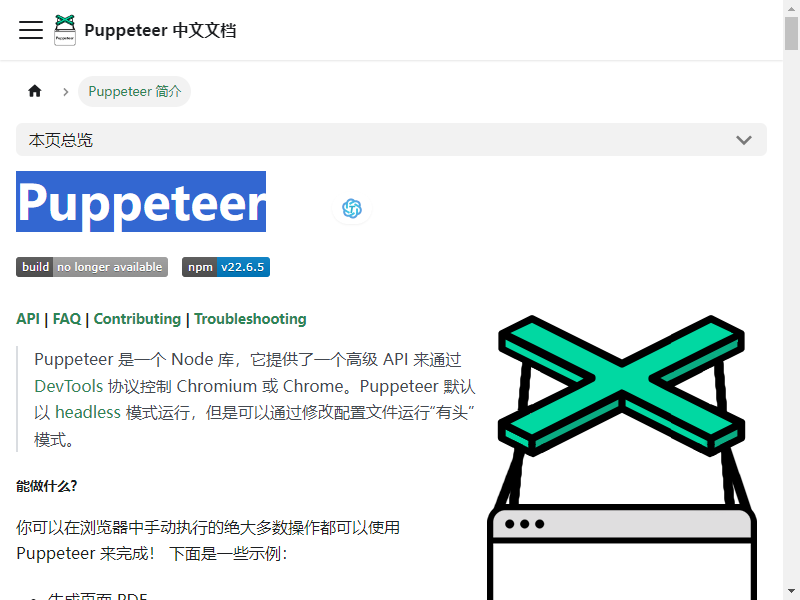 Puppeteer 中文文档
Puppeteer 简介
本页总览
Puppeteer
build no longer available npm v22.6.5
API | FAQ | Contributing | Troubleshooting
Puppeteer 是一个 Node 库，它提供了一个高级 API 来通过
DevTools 协议控制 Chromium 或 Chrome。Puppeteer 默认
以 headless 模式运行，但是可以通过修改配置文件运行“有头”
模式。
能做什么?
你可以在浏览器中手动执行的绝大多数操作都可以使用
Puppeteer 来完成！ 下面是一些示例：
生成页面 PDF